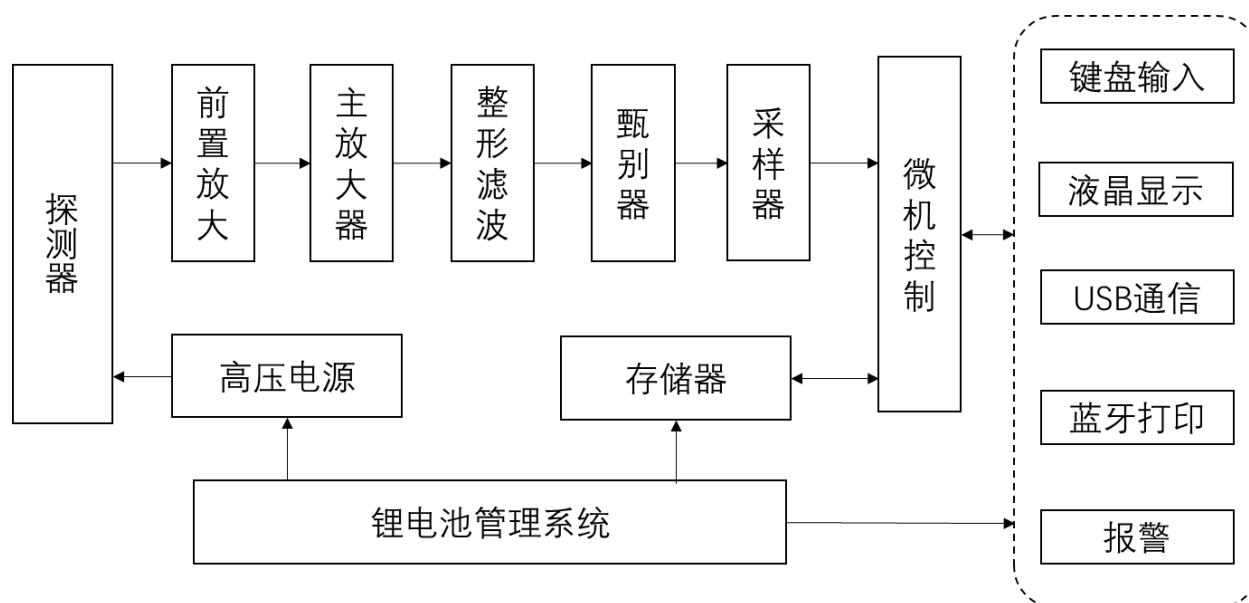 探测器
前置放大
主放大器
整形滤波
甄别器
采样器
微机控制
键盘输入
液晶显示
USB通信
蓝牙打印
报警
高压电源
存储器
锂电池管理系统